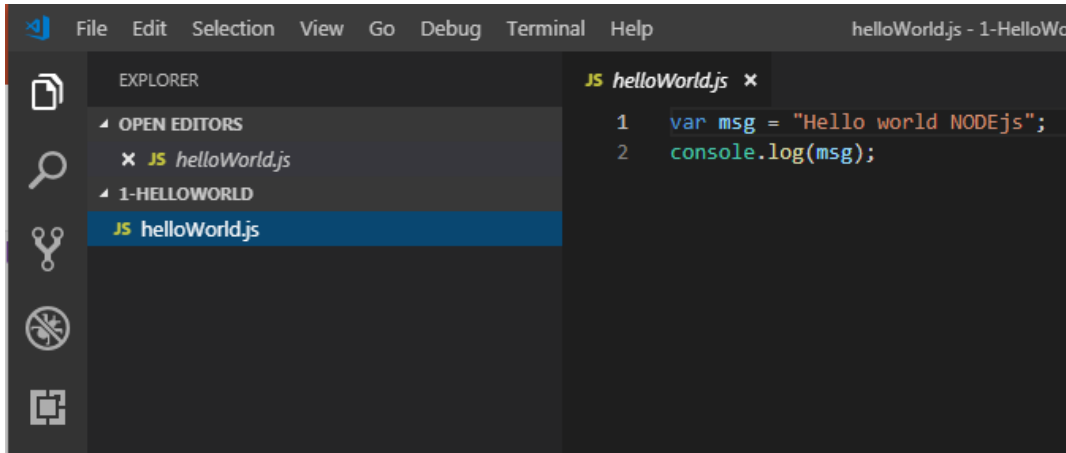 File Edit Selection View Go Debug Terminal Help helloWorld.js - 1-HelloWo
EXPLORER
OPEN EDITORS
JS helloWorld.js
1-HELLOWORLD
JS helloWorld.js
JS helloWorld.js
1 var msg = "Hello world NODEjs";
2 console.log(msg);